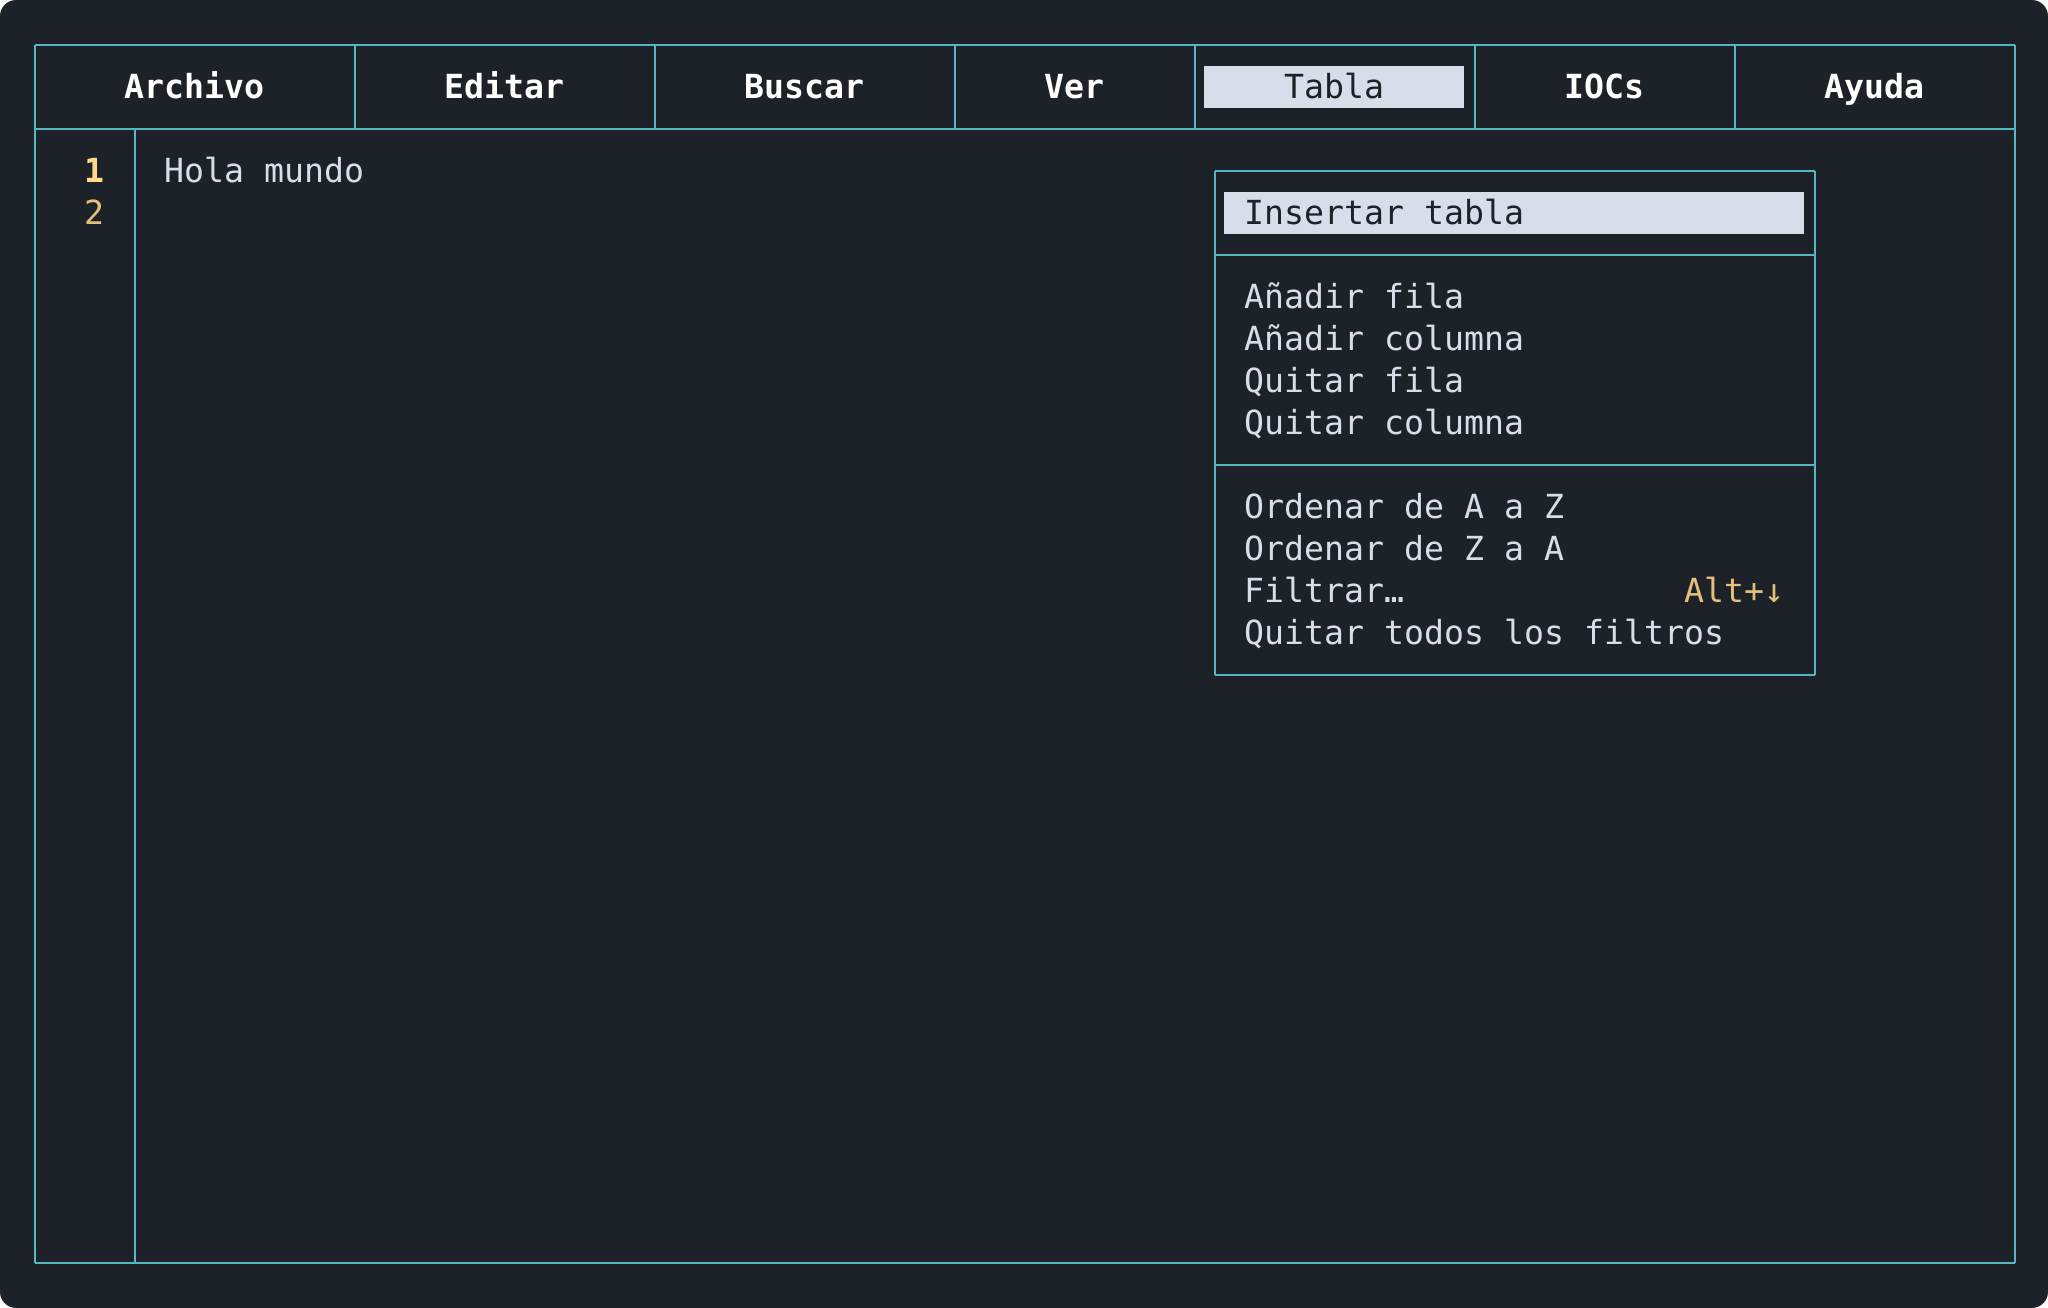 Archivo Editar Buscar Ver Tabla IOCs Ayuda
1 Hola mundo
2
Insertar tabla
Añadir fila
Añadir columna
Quitar fila
Quitar columna
Ordenar de A a Z
Ordenar de Z a A
Filtrar… Alt+↓
Quitar todos los filtros